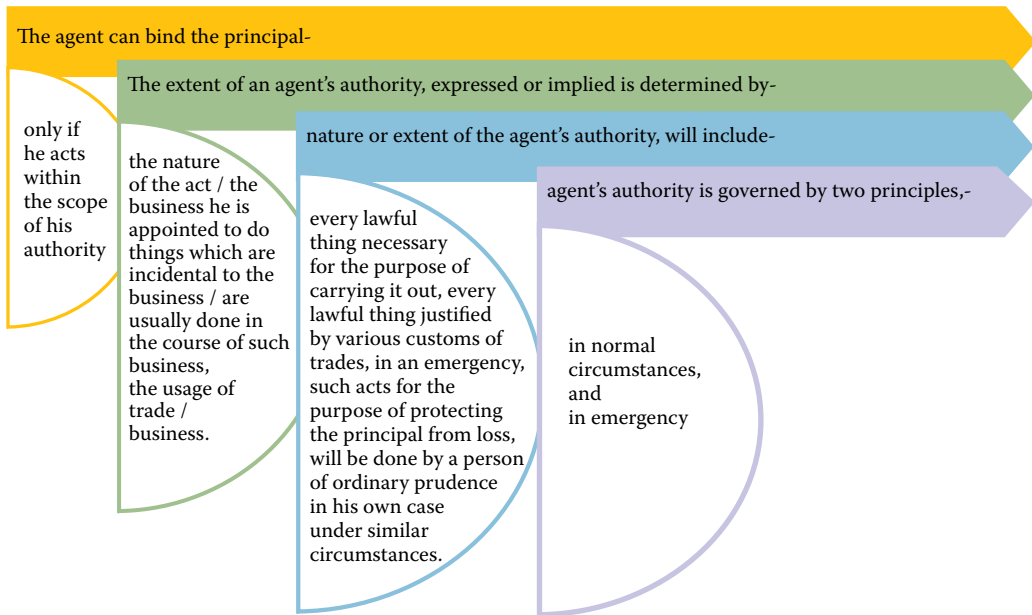 The agent can bind the principal-
only if
he acts
within
the scope
of his
authority
The extent of an agent’s authority, expressed or implied is determined by-
the nature
of the act / the
business he is
appointed to do
things which are
incidental to the
business / are
usually done in
the course of such
business,
the usage of
trade /
business.
nature or extent of the agent’s authority, will include-
every lawful
thing necessary
for the purpose of
carrying it out, every
lawful thing justified
by various customs of
trades, in an emergency,
such acts for the
purpose of protecting
the principal from loss,
will be done by a person
of ordinary prudence
in his own case
under similar
circumstances.
agent’s authority is governed by two principles,-
in normal
circumstances,
and
in emergency